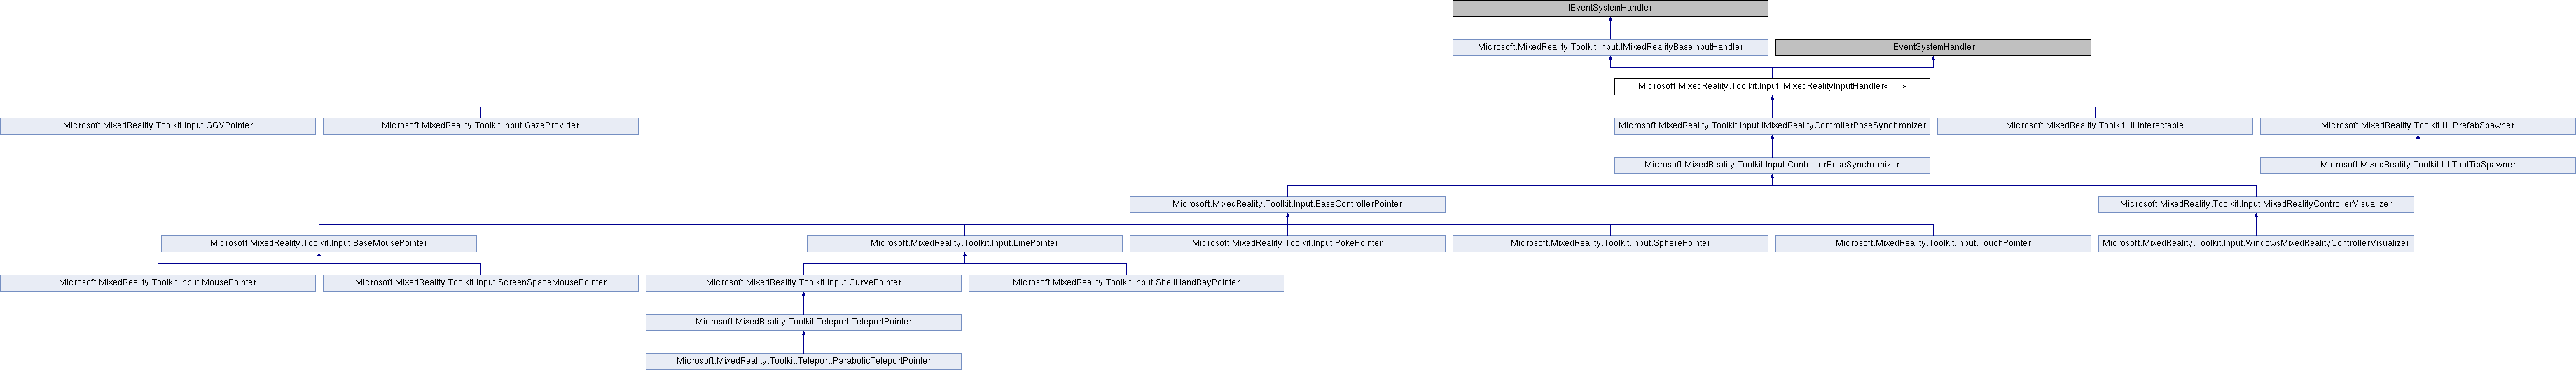 IEventSystemHandler
Microsoft.MixedReality.Toolkit.Input.IMixedRealityBaseInputHandler
IEventSystemHandler
Microsoft.MixedReality.Toolkit.Input.IMixedRealityInputHandler< T >
Microsoft.MixedReality.Toolkit.Input.GGVPointer
Microsoft.MixedReality.Toolkit.Input.GazeProvider
Microsoft.MixedReality.Toolkit.Input.IMixedRealityControllerPoseSynchronizer
Microsoft.MixedReality.Toolkit.UI.Interactable
Microsoft.MixedReality.Toolkit.UI.PrefabSpawner
Microsoft.MixedReality.Toolkit.Input.ControllerPoseSynchronizer
Microsoft.MixedReality.Toolkit.UI.ToolTipSpawner
Microsoft.MixedReality.Toolkit.Input.BaseControllerPointer
Microsoft.MixedReality.Toolkit.Input.MixedRealityControllerVisualizer
Microsoft.MixedReality.Toolkit.Input.BaseMousePointer
Microsoft.MixedReality.Toolkit.Input.LinePointer
Microsoft.MixedReality.Toolkit.Input.PokePointer
Microsoft.MixedReality.Toolkit.Input.SpherePointer
Microsoft.MixedReality.Toolkit.Input.TouchPointer
Microsoft.MixedReality.Toolkit.Input.WindowsMixedRealityControllerVisualizer
Microsoft.MixedReality.Toolkit.Input.MousePointer
Microsoft.MixedReality.Toolkit.Input.ScreenSpaceMousePointer
Microsoft.MixedReality.Toolkit.Input.CurvePointer
Microsoft.MixedReality.Toolkit.Input.ShellHandRayPointer
Microsoft.MixedReality.Toolkit.Teleport.TeleportPointer
Microsoft.MixedReality.Toolkit.Teleport.ParabolicTeleportPointer